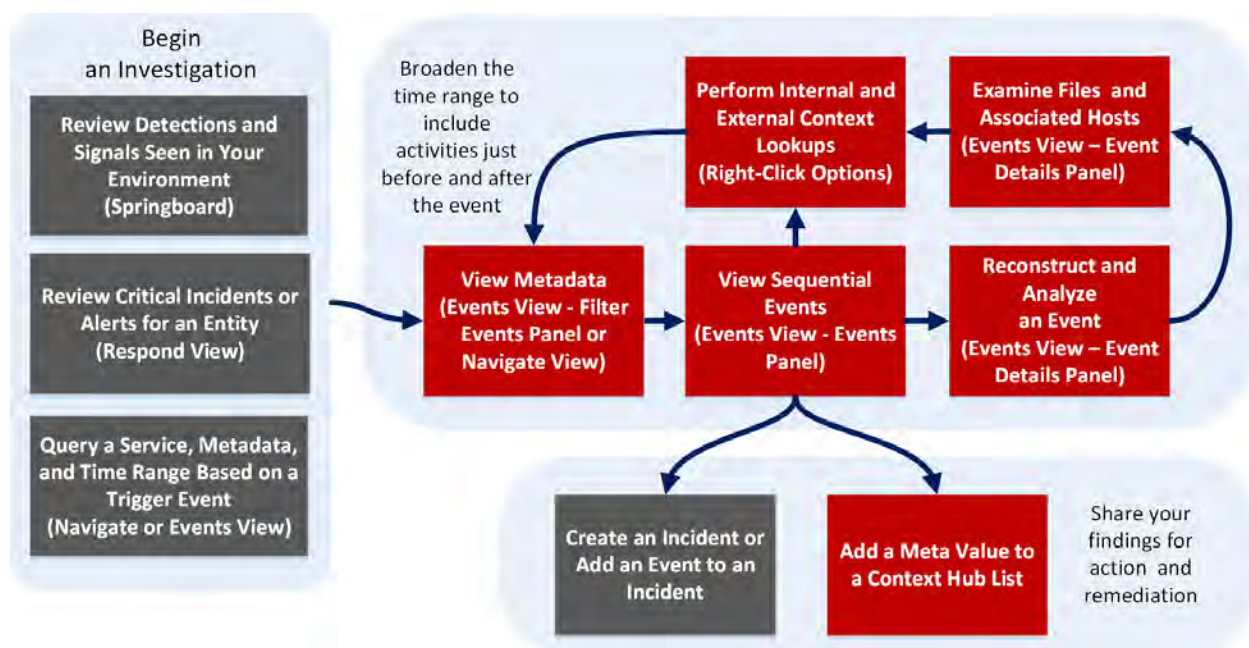 Begin
an Investigation
Review Detections and
Signals Seen in Your
Environment
(Springboard)
Review Critical Incidents or
Alerts for an Entity
(Respond View)
Query a Service, Metadata,
and Time Range Based on a
Trigger Event
(Navigate or Events View)
Broaden the
time range to
include
activities just
before and after
the event
Perform Internal and
External Context
Lookups
(Right-Click Options)
Examine Files and
Associated Hosts
(Events View – Event
Details Panel)
View Metadata
(Events View - Filter
Events Panel or
Navigate View)
View Sequential
Events
(Events View - Events
Panel)
Reconstruct and
Analyze
an Event
(Events View – Event
Details Panel)
Create an Incident or
Add an Event to an
Incident
Add a Meta Value to
a Context Hub List
Share your
findings for
action and
remediation